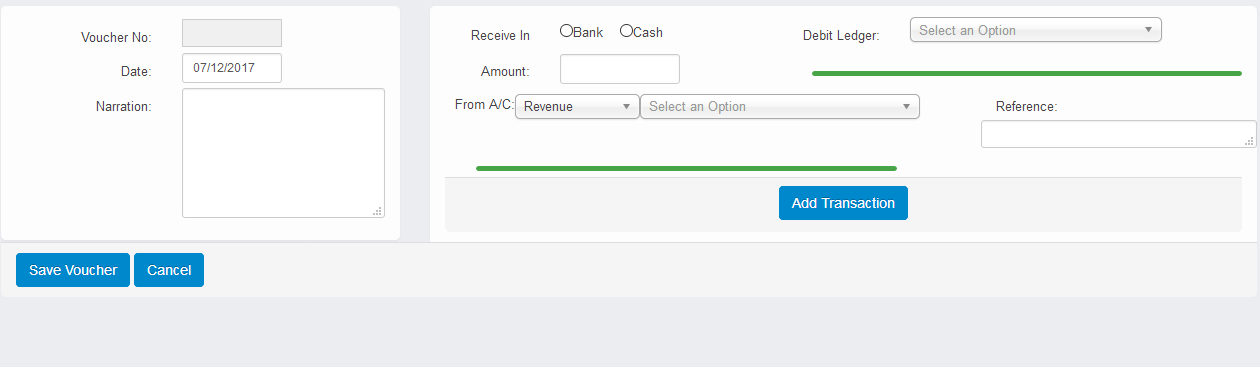 Voucher No:
Date: 07/12/2017
Narration:
Receive In Bank Cash Debit Ledger: Select an Option
Amount:
From A/C: Revenue Select an Option Reference:
Add Transaction
Save Voucher Cancel